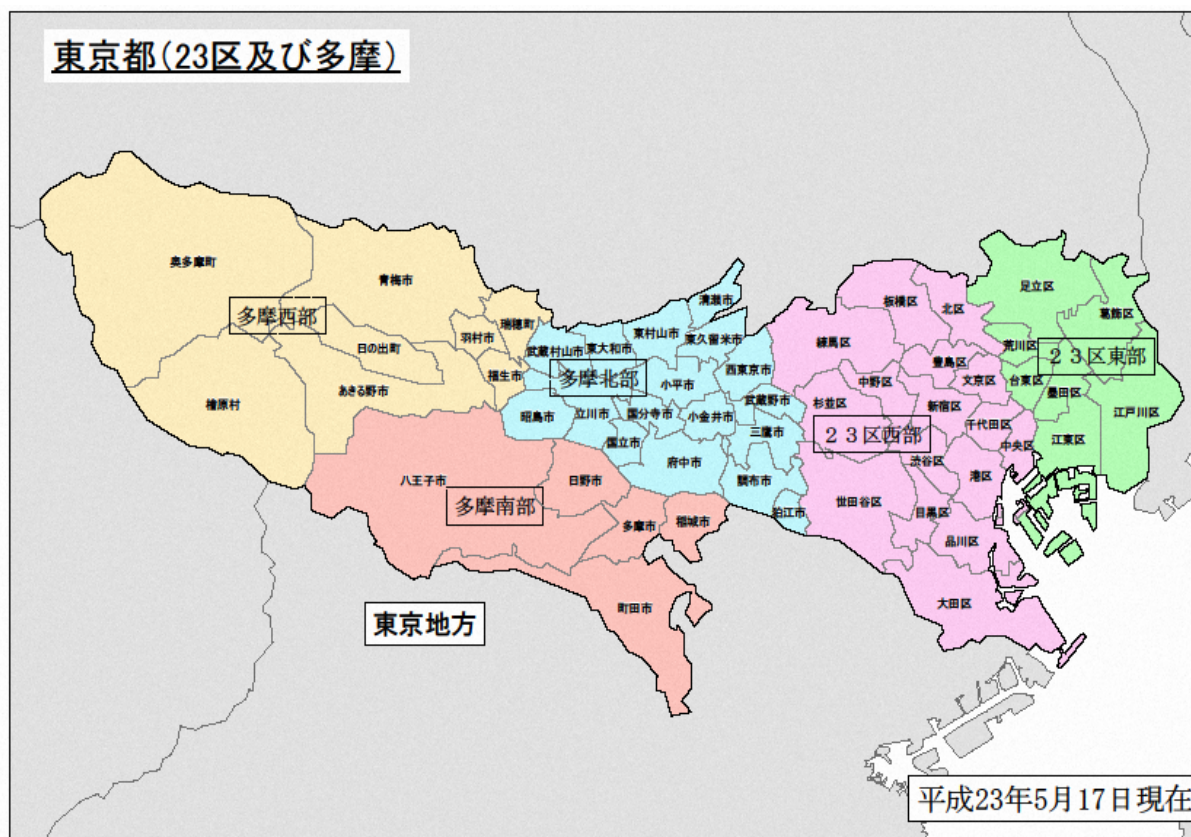 東京都(23区及び多摩)
奥多摩町
青梅市
多摩西部
瑞穂町
羽村市
日の出町
福生市
あきる野市
檜原村
清瀬市
東村山市
東久留米市
武蔵村山市
東大和市
西東京市
多摩北部
小平市
武蔵野市
昭島市
立川市
国分寺市
小金井市
三鷹市
国立市
府中市
調布市
狛江市
八王子市
日野市
多摩南部
多摩市
稲城市
町田市
板橋区
北区
練馬区
豊島区
中野区
文京区
杉並区
新宿区
千代田区
23区西部
中央区
渋谷区
港区
世田谷区
目黒区
品川区
大田区
足立区
葛飾区
荒川区
23区東部
台東区
墨田区
江戸川区
江東区
東京地方
平成23年5月17日現在